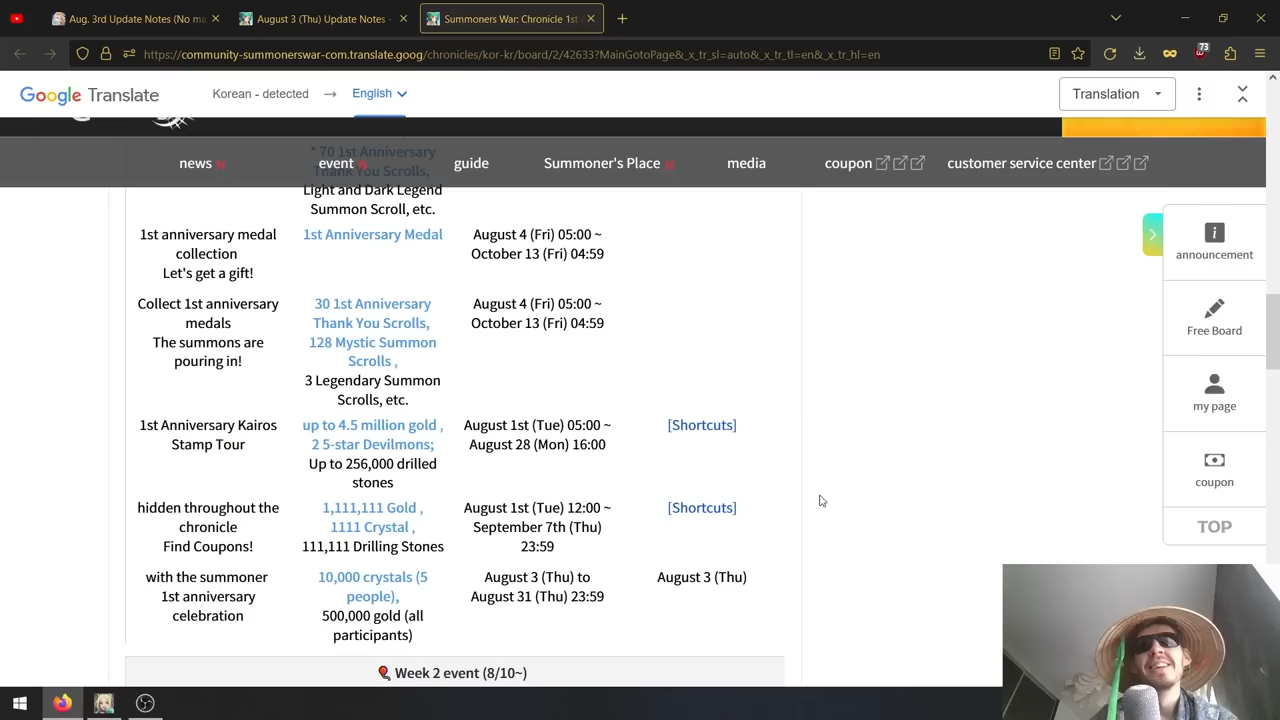 Aug. 3rd Update Notes (No ma
August 3 (Thu) Update Notes -
Summoners War: Chronicle 1st
https://community-summonerswar-com.translate.goog/chronicles/kor-kr/board/2/42633?MainGotoPage&_x_tr_sl=auto&_x_tr_tl=en&_x_tr_hl=en
73
Google Translate
Korean - detected → English
Translation
news N
event N
guide
Summoner's Place N
media
coupon
customer service center
* 70 1st Anniversary
Thank You Scrolls,
Light and Dark Legend
Summon Scroll, etc.
1st anniversary medal
collection
Let's get a gift!
1st Anniversary Medal
August 4 (Fri) 05:00 ~
October 13 (Fri) 04:59
Collect 1st anniversary
medals
The summons are
pouring in!
30 1st Anniversary
Thank You Scrolls,
128 Mystic Summon
Scrolls ,
3 Legendary Summon
Scrolls, etc.
August 4 (Fri) 05:00 ~
October 13 (Fri) 04:59
1st Anniversary Kairos
Stamp Tour
up to 4.5 million gold ,
2 5-star Devilmons;
Up to 256,000 drilled
stones
August 1st (Tue) 05:00 ~
August 28 (Mon) 16:00
[Shortcuts]
hidden throughout the
chronicle
Find Coupons!
1,111,111 Gold ,
1111 Crystal ,
111,111 Drilling Stones
August 1st (Tue) 12:00 ~
September 7th (Thu)
23:59
[Shortcuts]
with the summoner
1st anniversary
celebration
10,000 crystals (5
people),
500,000 gold (all
participants)
August 3 (Thu) to
August 31 (Thu) 23:59
August 3 (Thu)
Week 2 event (8/10~)
announcement
Free Board
my page
coupon
TOP